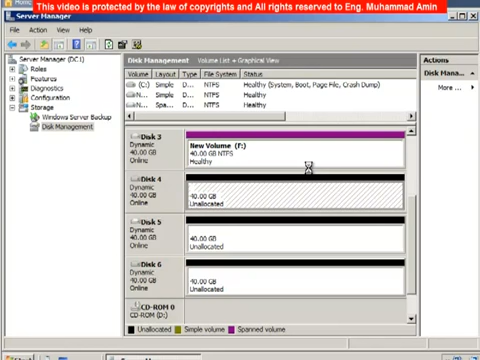 This video is protected by the law of copyrights and All rights reserved to Eng. Muhammad Amin
Server Manager
File Action View Help
Server Manager (DC1)
Roles
Features
Diagnostics
Configuration
Storage
Windows Server Backup
Disk Management
Disk Management Volume List + Graphical View
Volume Layout Type File System Status
(C:) Simple D... NTFS Healthy (System, Boot, Page File, Crash Dump)
N... Simple D... NTFS Healthy
N... Spa... D... NTFS Healthy
Actions
Disk Mana...
More ...
Disk 3
Dynamic
40.00 GB
Online
New Volume (F:)
40.00 GB NTFS
Healthy
Disk 4
Dynamic
40.00 GB
Online
40.00 GB
Unallocated
Disk 5
Dynamic
40.00 GB
Online
40.00 GB
Unallocated
Disk 6
Dynamic
40.00 GB
Online
40.00 GB
Unallocated
CD-ROM 0
CD-ROM (D:)
Unallocated Simple volume Spanned volume